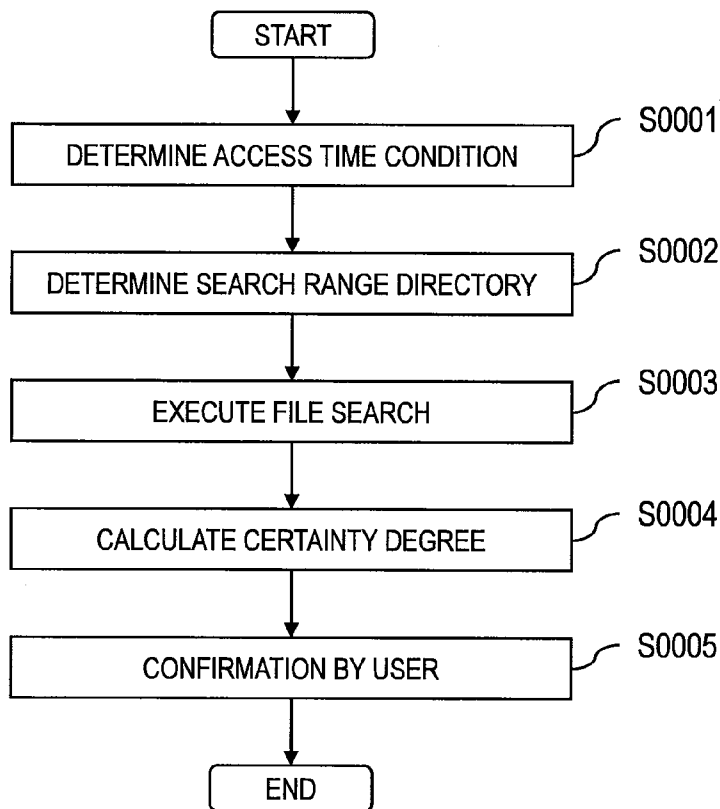 START
S0001
DETERMINE ACCESS TIME CONDITION
S0002
DETERMINE SEARCH RANGE DIRECTORY
S0003
EXECUTE FILE SEARCH
S0004
CALCULATE CERTAINTY DEGREE
S0005
CONFIRMATION BY USER
END